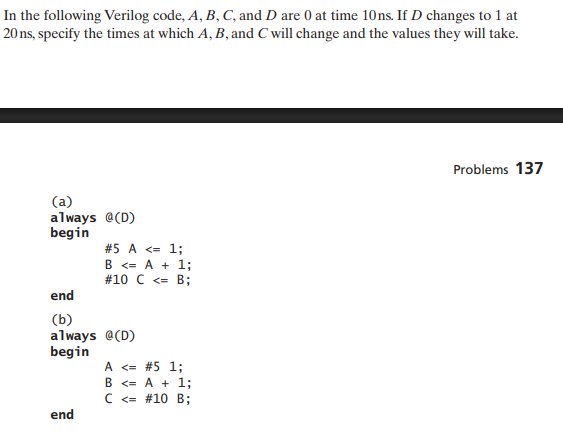 In the following Verilog code, A, B, C, and D are 0 at time 10 ns. If D changes to 1 at
20 ns, specify the times at which A, B, and C will change and the values they will take.
Problems 137
(a)
always @(D)
begin
#5 A <= 1;
B <= A + 1;
#10 C <= B;
end
(b)
always @(D)
begin
A <= #5 1;
B <= A + 1;
C <= #10 B;
end